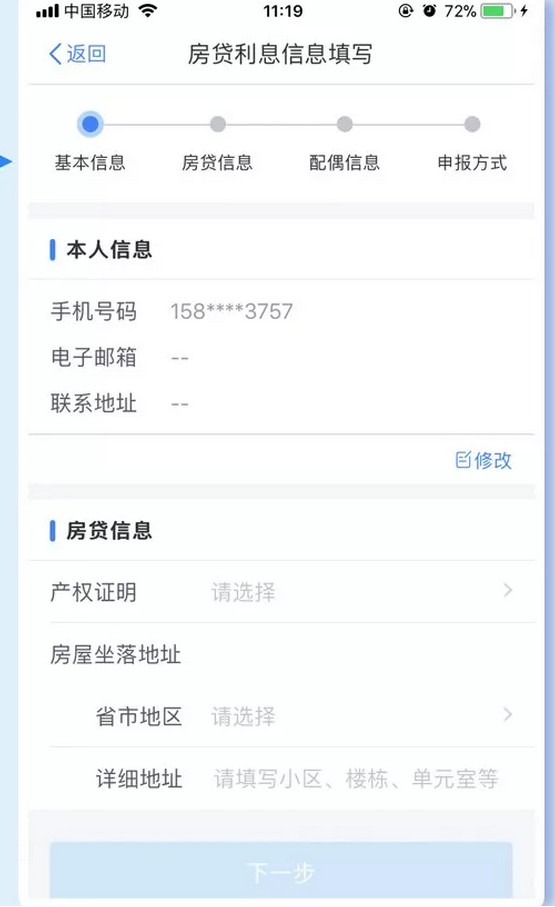 中国移动 11:19 72%
返回 房贷利息信息填写
基本信息 房贷信息 配偶信息 申报方式
本人信息
手机号码 158****3757
电子邮箱 --
联系地址 --
修改
房贷信息
产权证明 请选择
房屋坐落地址
省市地区 请选择
详细地址 请填写小区、楼栋、单元室等
下一步